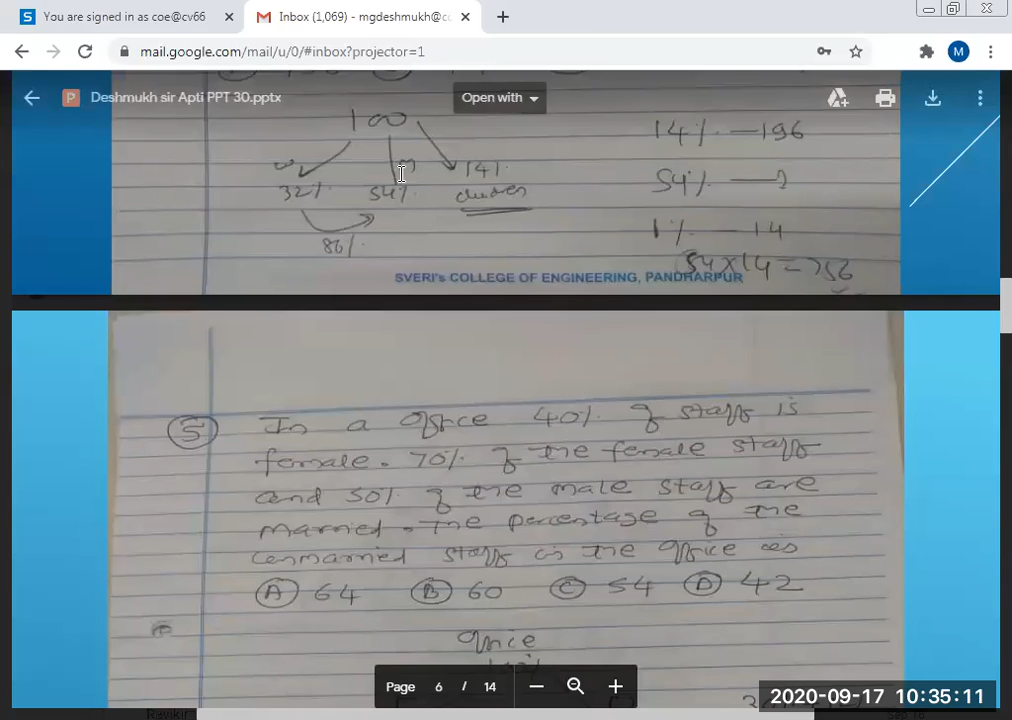 You are signed in as coe@cv66
Inbox (1,069) - mgdeshmukh@co
mail.google.com/mail/u/0/#inbox?projector=1
M
P Deshmukh sir Apti PPT 30.pptx
Open with
100
14% — 196
32% 54% 14%
54% —
86%
1% — 14
54 x 14 = 756
SVERI's COLLEGE OF ENGINEERING, PANDHARPUR
5 In a office 40% of staff is
female. 70% of the female staff
and 50% of the male staff are
married. The percentage of the
unmarried staff in the office is
A 64 B 60 C 54 D 42
office
Page 6 / 14
2020-09-17 10:35:11